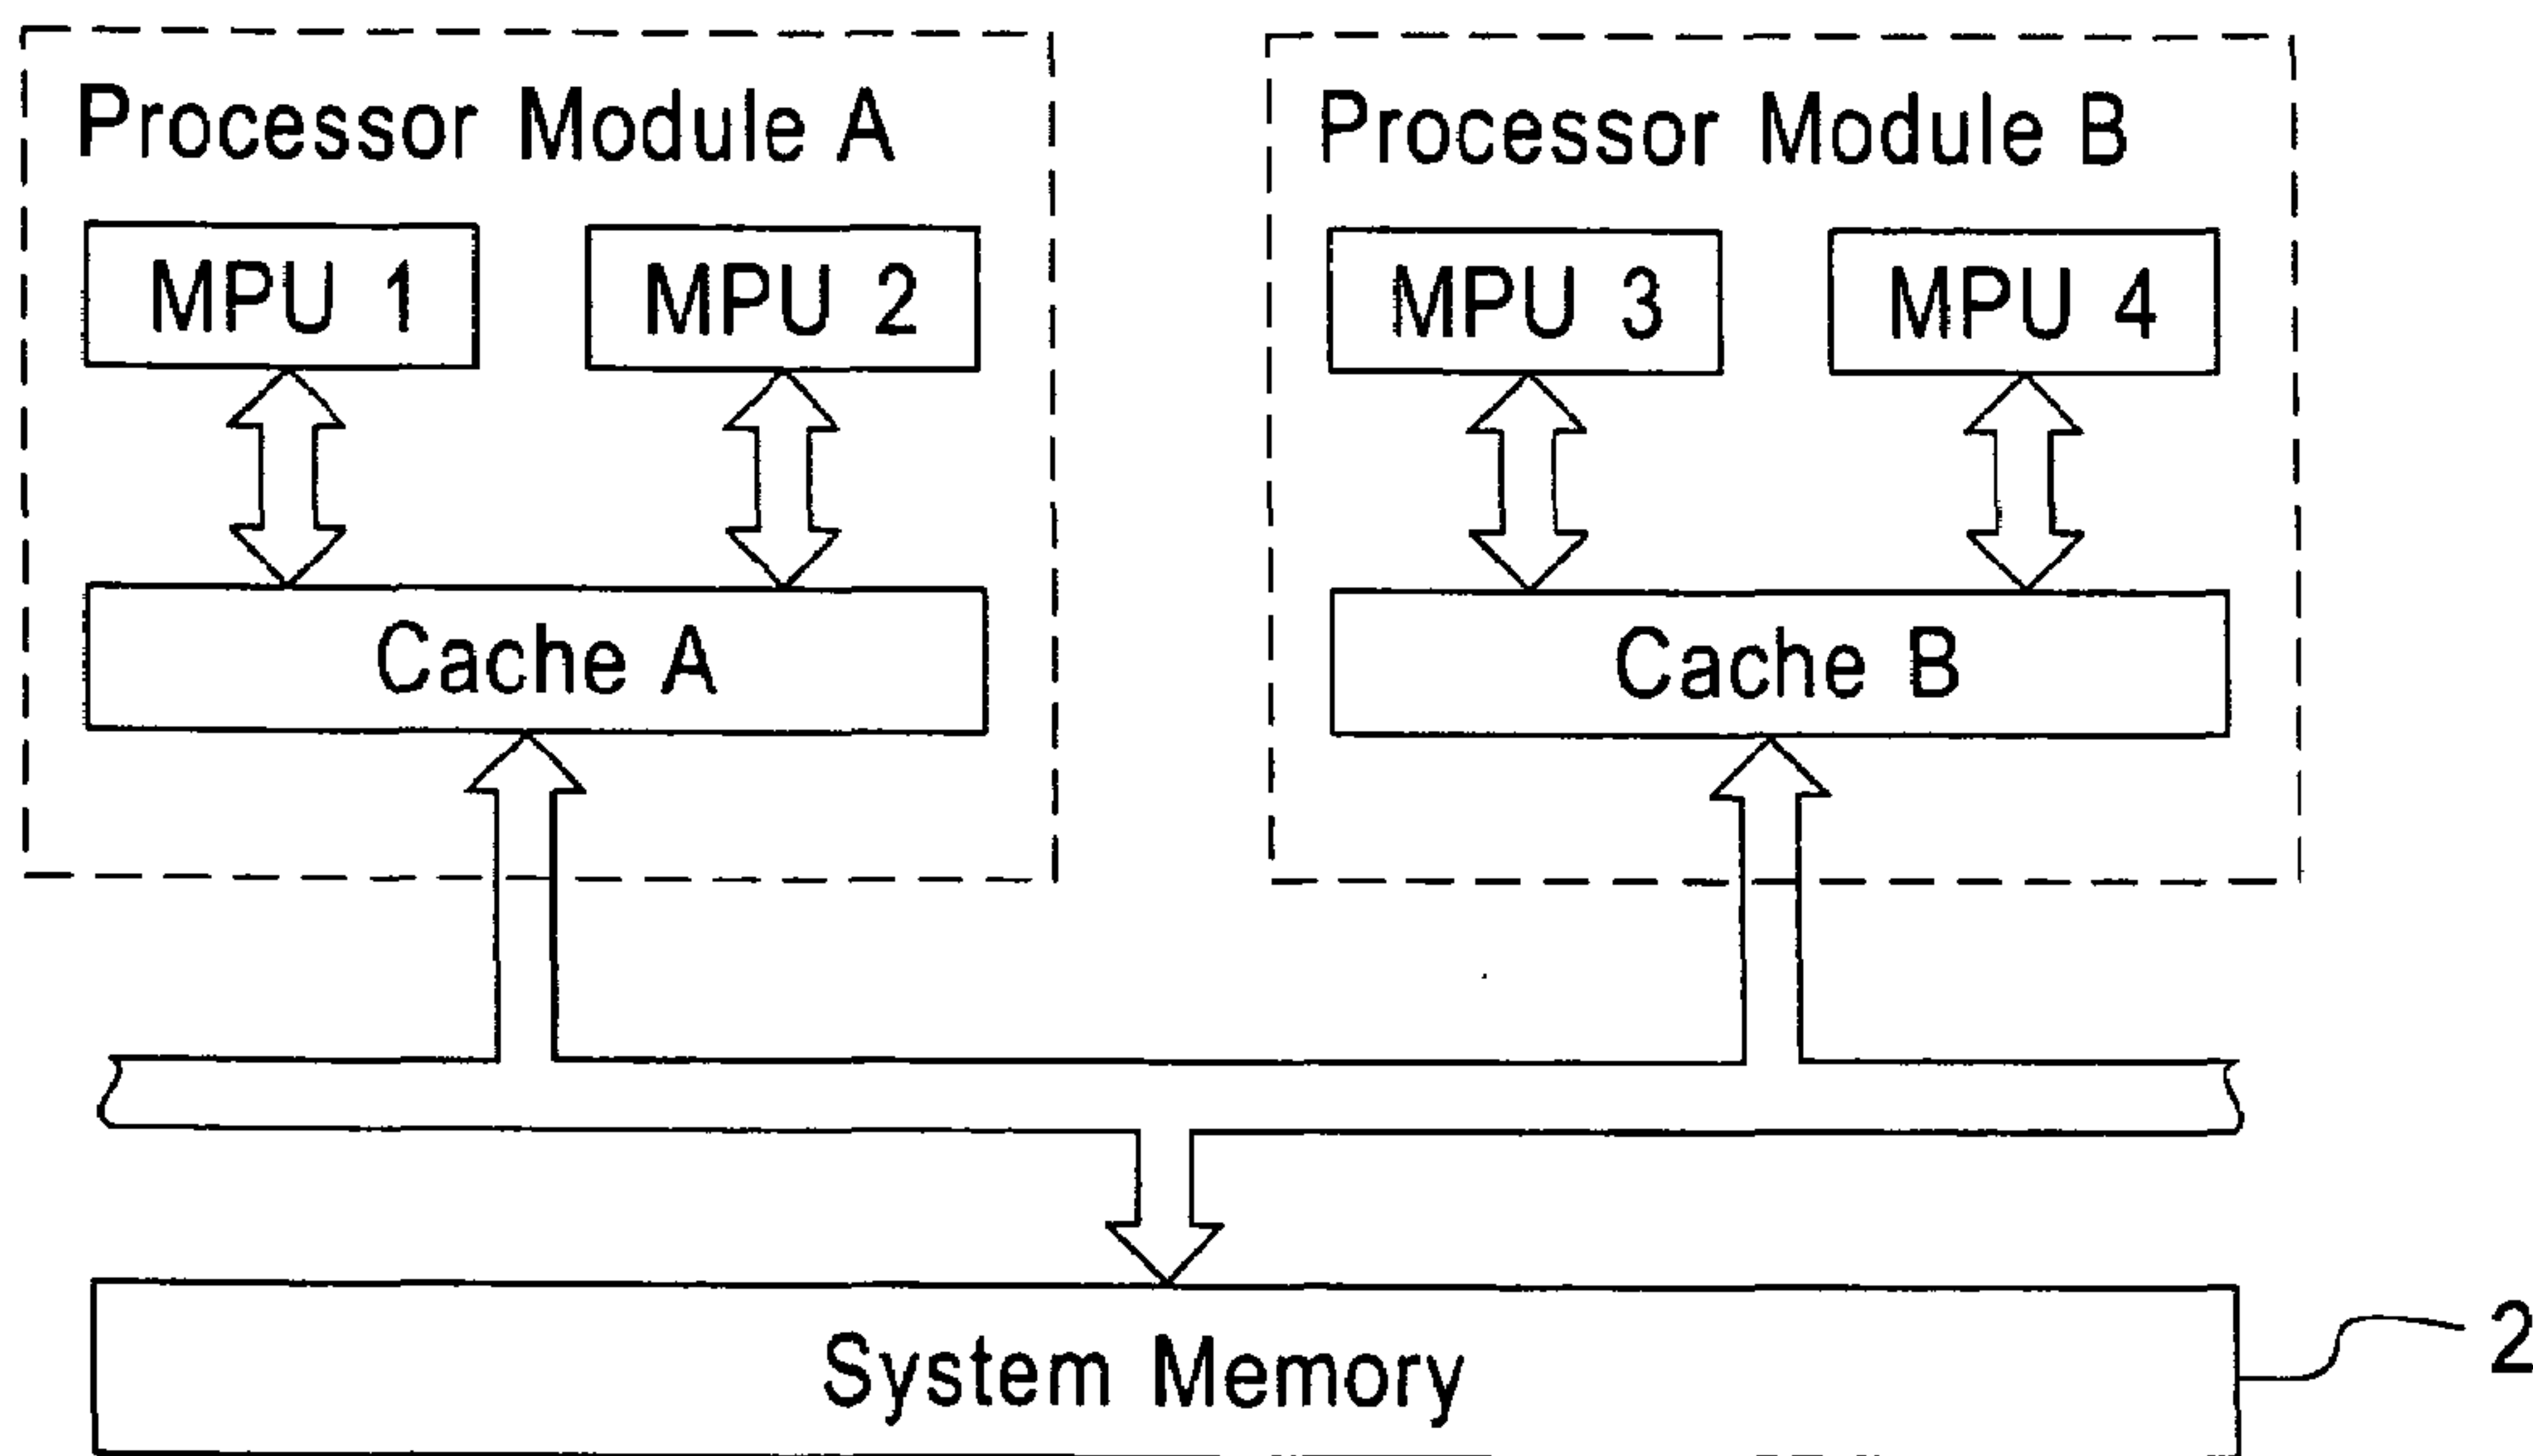 Processor Module A
MPU 1
MPU 2
Cache A
Processor Module B
MPU 3
MPU 4
Cache B
System Memory
2